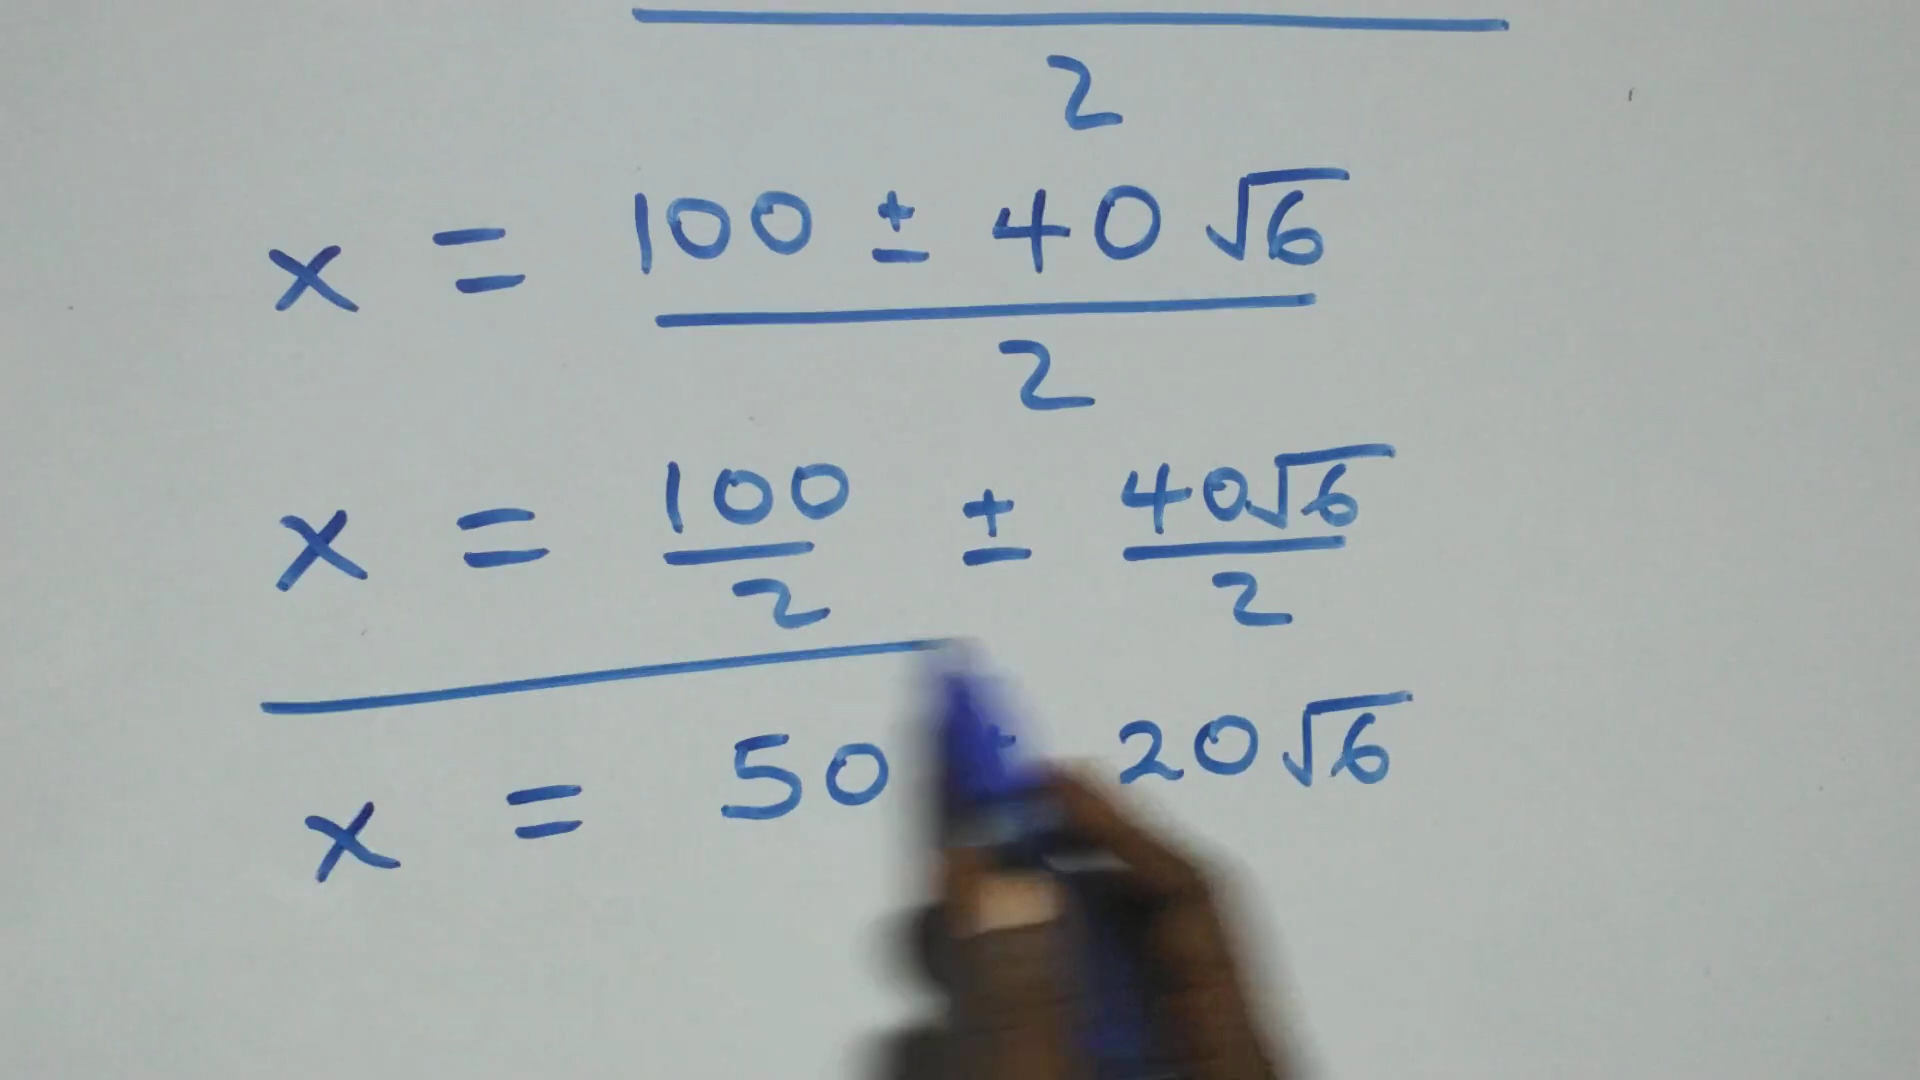 2
x = 100 ± 40√6
2
x = 100/2 ± 40√6/2
x = 50 ± 20√6